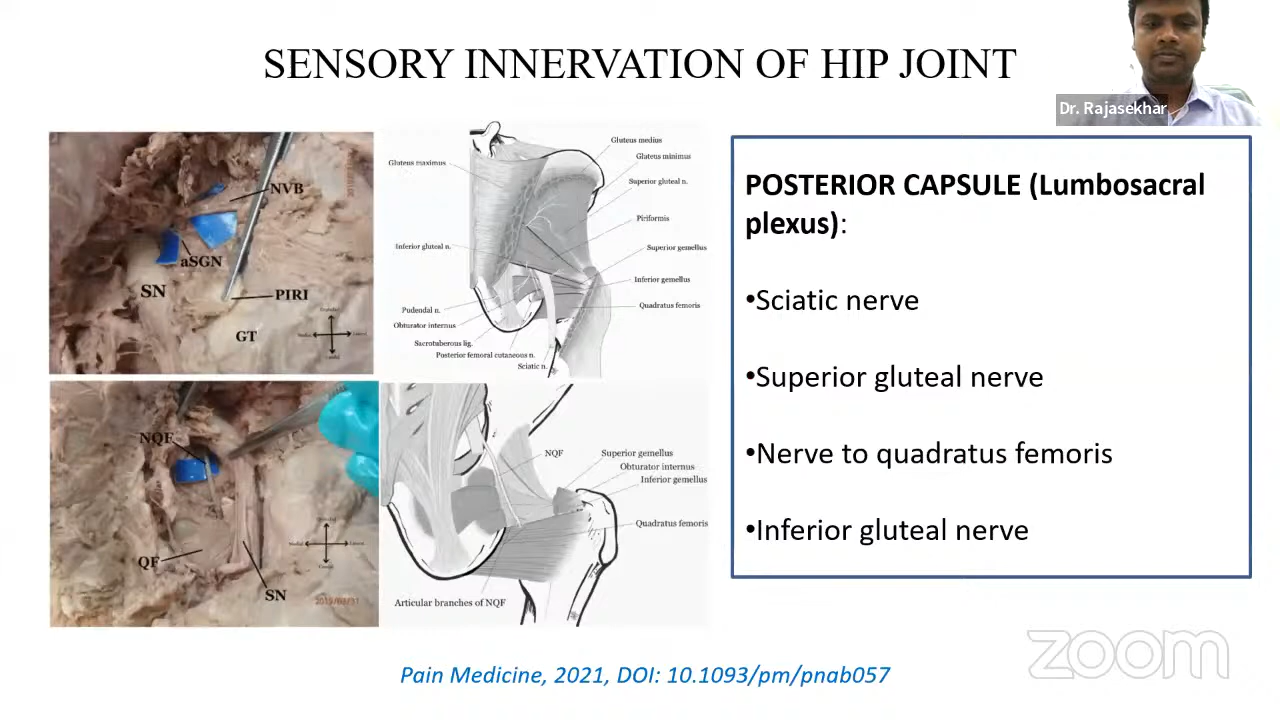 SENSORY INNERVATION OF HIP JOINT
Dr. Rajasekhar
NVB
aSGN
SN
PIRI
GT
Gluteus medius
Gluteus minimus
Gluteus maximus
Superior gluteal n.
Piriformis
Inferior gluteal n.
Superior gemellus
Inferior gemellus
Pudendal n.
Quadratus femoris
Obturator internus
Sacrotuberous lig.
Posterior femoral cutaneous n.
Sciatic n.
NQF
QF
SN
NQF
Superior gemellus
Obturator internus
Inferior gemellus
Quadratus femoris
Articular branches of NQF
POSTERIOR CAPSULE (Lumbosacral
plexus):
•Sciatic nerve
•Superior gluteal nerve
•Nerve to quadratus femoris
•Inferior gluteal nerve
Pain Medicine, 2021, DOI: 10.1093/pm/pnab057
zoom